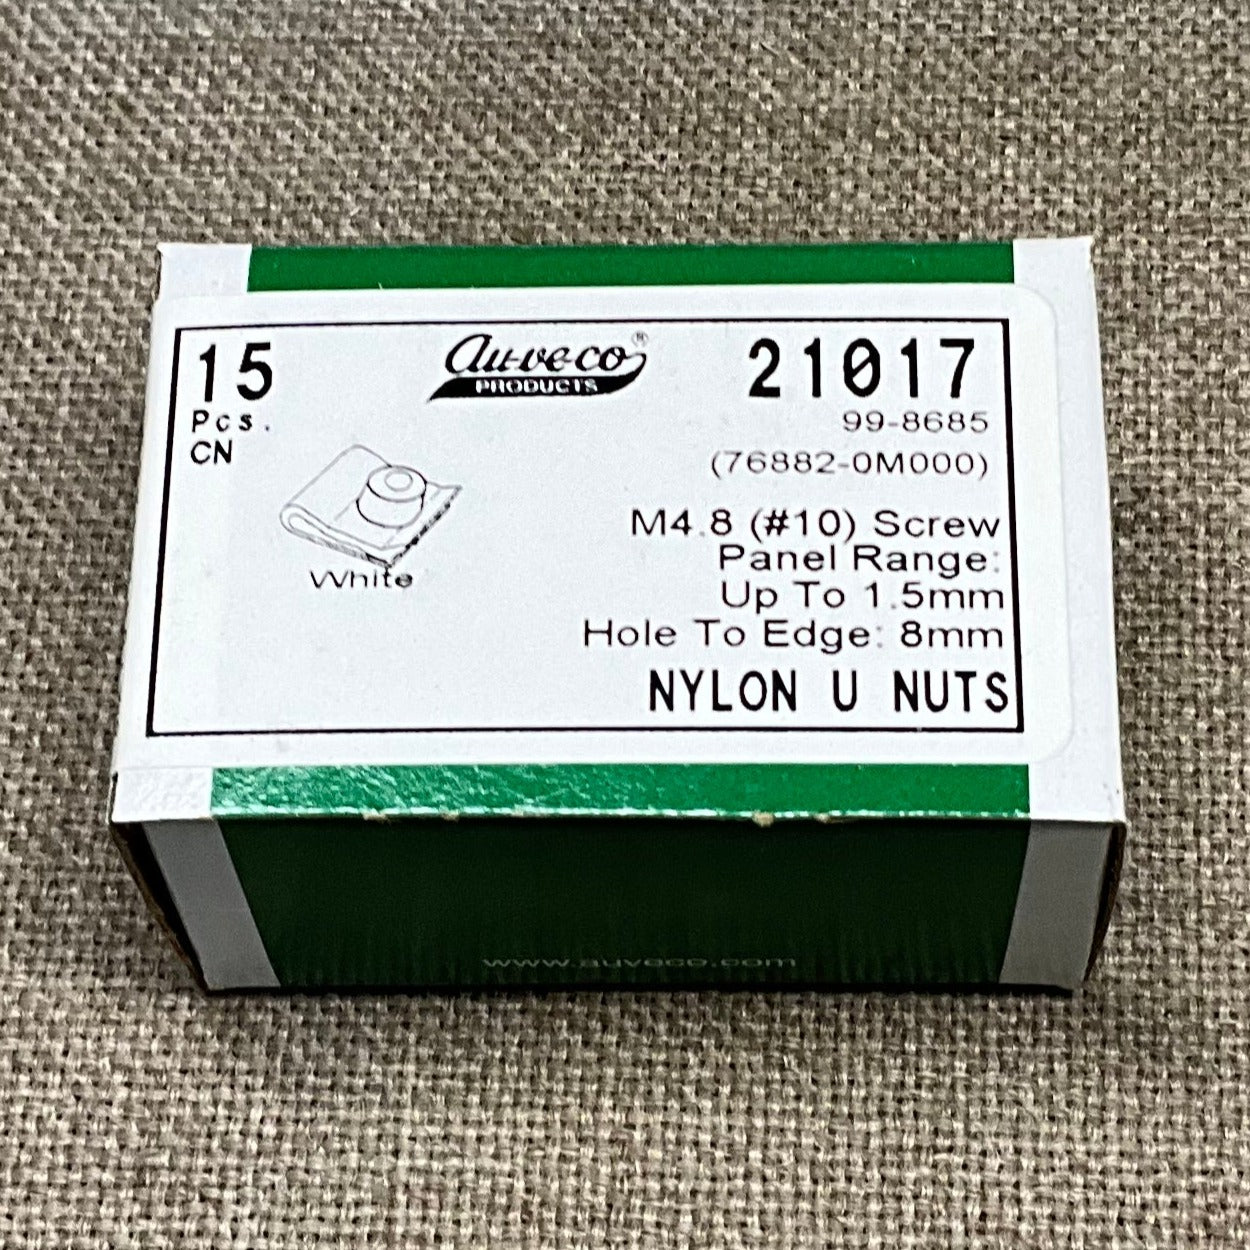 15
Pcs.
CN
Au-ve-co®
PRODUCTS
21017
99-8685
(76882-0M000)
White
M4.8 (#10) Screw
Panel Range:
Up To 1.5mm
Hole To Edge: 8mm
NYLON U NUTS
www.auveco.com